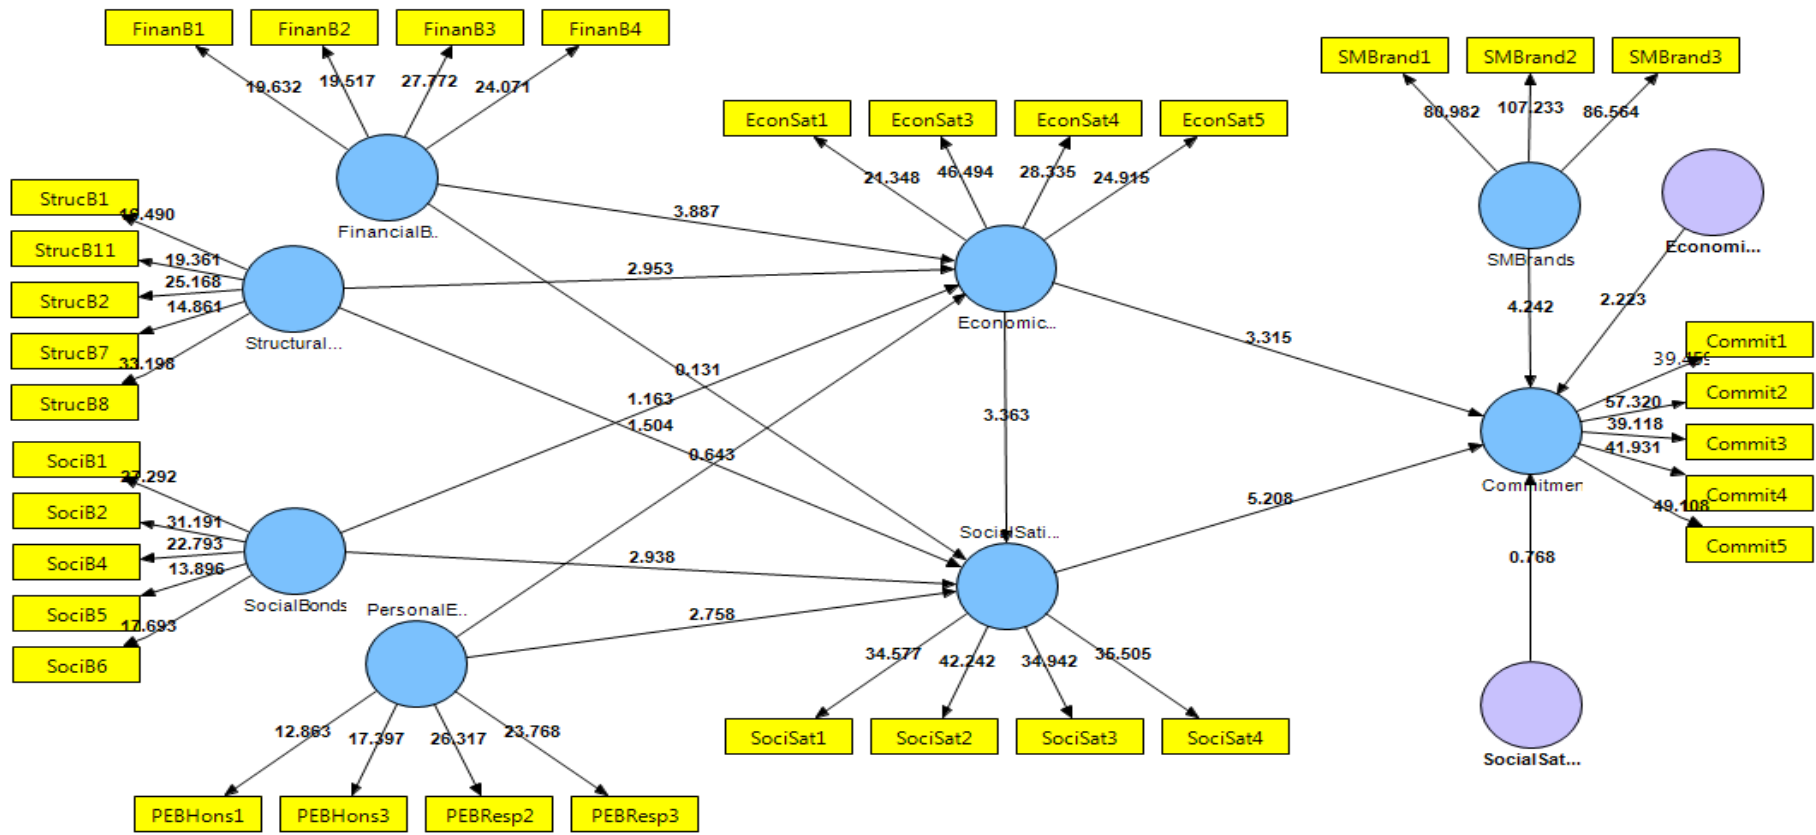 FinanB1
FinanB2
FinanB3
FinanB4
19.632
19.517
27.772
24.071
FinancialB..
SMBrand1
SMBrand2
SMBrand3
80.982
107.233
86.564
SMBrands
Economi...
4.242
2.223
EconSat1
EconSat3
EconSat4
EconSat5
21.348
46.494
28.335
24.915
Economic...
StrucB1
StrucB11
StrucB2
StrucB7
StrucB8
19.361
25.168
14.861
33.198
Structural...
3.887
2.953
0.131
1.163
1.504
0.643
3.363
3.315
5.208
2.938
2.758
SociB1
SociB2
SociB4
SociB5
SociB6
27.292
31.191
22.793
13.896
17.693
SocialBonds
PersonalE..
12.863
17.397
26.317
23.768
PEBHons1
PEBHons3
PEBResp2
PEBResp3
SocialSati...
34.577
42.242
34.942
35.505
SociSat1
SociSat2
SociSat3
SociSat4
Commitmen
57.320
39.118
41.931
49.108
Commit1
Commit2
Commit3
Commit4
Commit5
0.768
SocialSat...